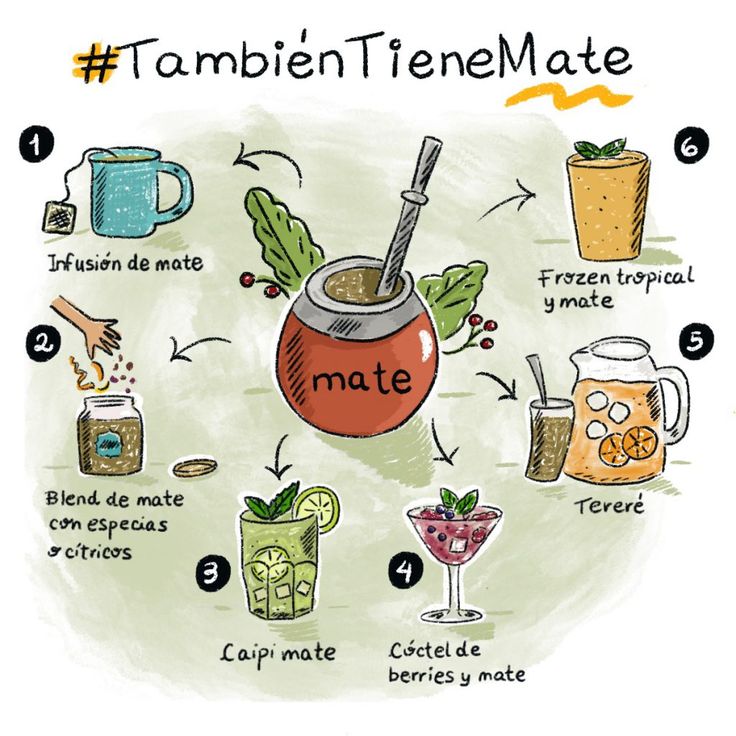 #TambiénTieneMate
mate
1
Infusión de mate
2
Blend de mate
con especias
o cítricos
3
Caipi mate
4
Cóctel de
berries y mate
5
Tereré
6
Frozen tropical
y mate